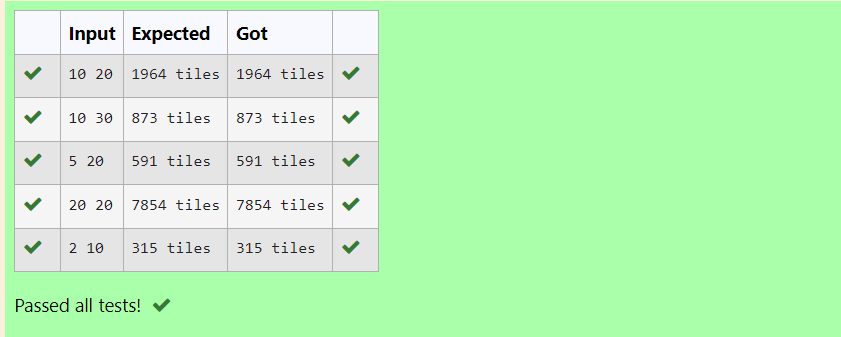 Input Expected Got
10 20 1964 tiles 1964 tiles
10 30 873 tiles 873 tiles
5 20 591 tiles 591 tiles
20 20 7854 tiles 7854 tiles
2 10 315 tiles 315 tiles
Passed all tests!